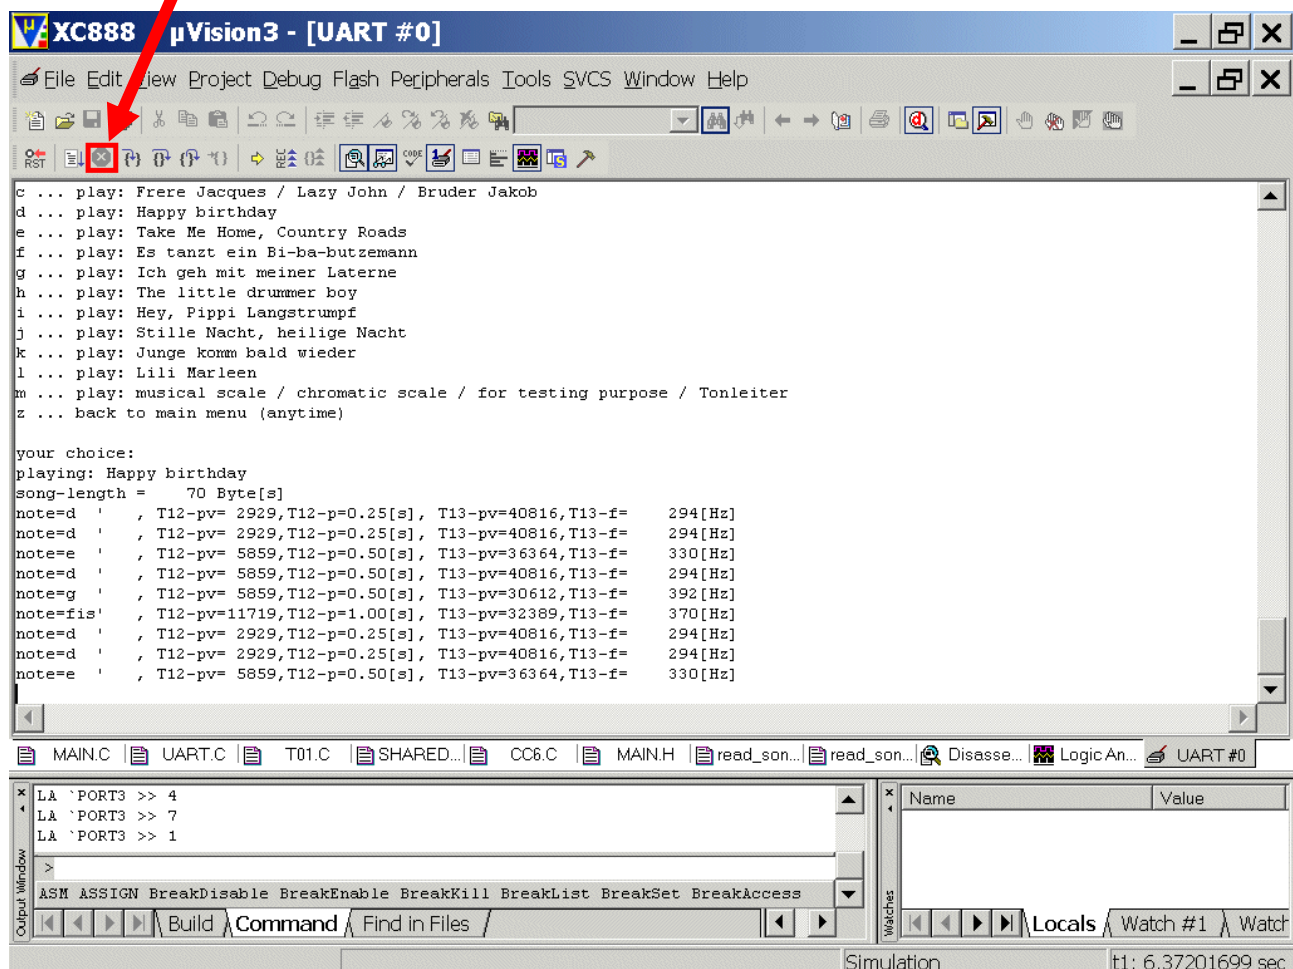 XC888 µVision3 - [UART #0]
File Edit View Project Debug Flash Peripherals Tools SVCS Window Help
RST CODE
c ... play: Frere Jacques / Lazy John / Bruder Jakob
d ... play: Happy birthday
e ... play: Take Me Home, Country Roads
f ... play: Es tanzt ein Bi-ba-butzemann
g ... play: Ich geh mit meiner Laterne
h ... play: The little drummer boy
i ... play: Hey, Pippi Langstrumpf
j ... play: Stille Nacht, heilige Nacht
k ... play: Junge komm bald wieder
l ... play: Lili Marleen
m ... play: musical scale / chromatic scale / for testing purpose / Tonleiter
z ... back to main menu (anytime)
your choice:
playing: Happy birthday
song-length =    70 Byte[s]
note=d  '   , T12-pv= 2929,T12-p=0.25[s], T13-pv=40816,T13-f=    294[Hz]
note=d  '   , T12-pv= 2929,T12-p=0.25[s], T13-pv=40816,T13-f=    294[Hz]
note=e  '   , T12-pv= 5859,T12-p=0.50[s], T13-pv=36364,T13-f=    330[Hz]
note=d  '   , T12-pv= 5859,T12-p=0.50[s], T13-pv=40816,T13-f=    294[Hz]
note=g  '   , T12-pv= 5859,T12-p=0.50[s], T13-pv=30612,T13-f=    392[Hz]
note=fis'   , T12-pv=11719,T12-p=1.00[s], T13-pv=32389,T13-f=    370[Hz]
note=d  '   , T12-pv= 2929,T12-p=0.25[s], T13-pv=40816,T13-f=    294[Hz]
note=d  '   , T12-pv= 2929,T12-p=0.25[s], T13-pv=40816,T13-f=    294[Hz]
note=e  '   , T12-pv= 5859,T12-p=0.50[s], T13-pv=36364,T13-f=    330[Hz]
MAIN.C UART.C T01.C SHARED... CC6.C MAIN.H read_son... read_son... Disasse... Logic An... UART #0
LA `PORT3 >> 4
LA `PORT3 >> 7
LA `PORT3 >> 1
>
ASM ASSIGN BreakDisable BreakEnable BreakKill BreakList BreakSet BreakAccess
Build Command Find in Files
Output Window
Name Value
Locals Watch #1 Watch
Watches
Simulation t1: 6.37201699 sec